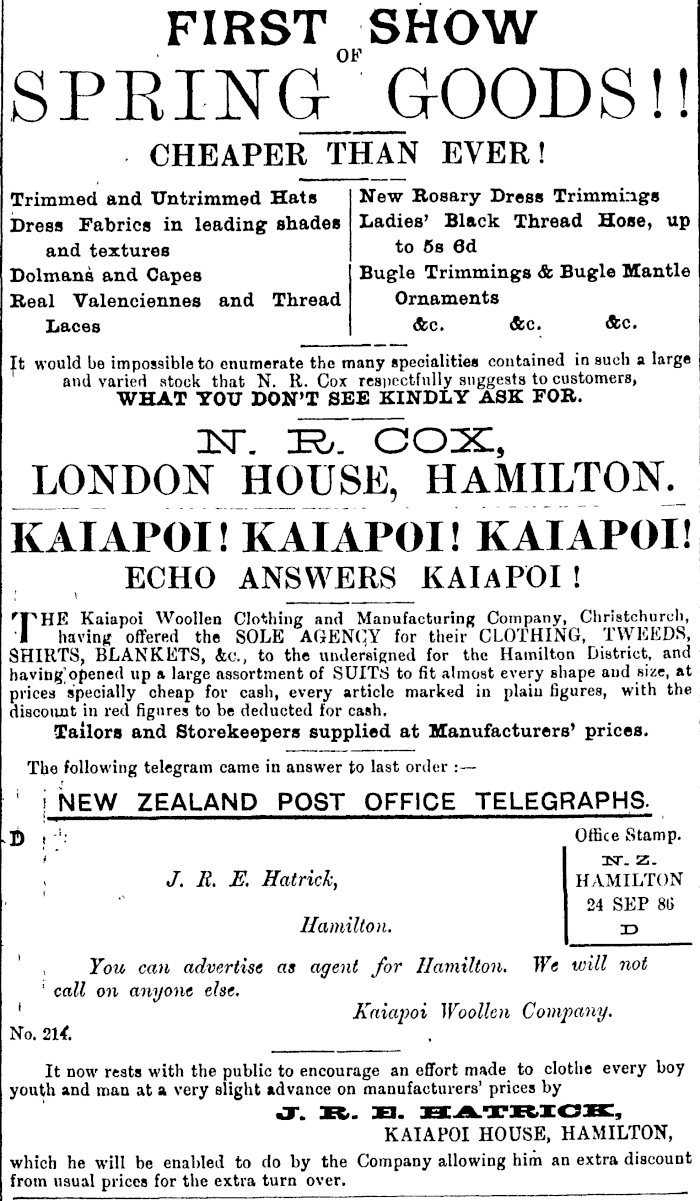 FIRST SHOW
OF
SPRING GOODS!!
CHEAPER THAN EVER!
Trimmed and Untrimmed Hats
Dress Fabrics in leading shades
and textures
Dolmans and Capes
Real Valenciennes and Thread
Laces
New Rosary Dress Trimmings
Ladies' Black Thread Hose, up
to 5s 6d
Bugle Trimmings & Bugle Mantle
Ornaments
&c. &c. &c.
It would be impossible to enumerate the many specialities contained in such a large
and varied stock that N. R. Cox respectfully suggests to customers,
WHAT YOU DON'T SEE KINDLY ASK FOR.
N. R. COX,
LONDON HOUSE, HAMILTON.
KAIAPOI! KAIAPOI! KAIAPOI!
ECHO ANSWERS KAIAPOI!
THE Kaiapoi Woollen Clothing and Manufacturing Company, Christchurch,
having offered the SOLE AGENCY for their CLOTHING, TWEEDS,
SHIRTS, BLANKETS, &c., to the undersigned for the Hamilton District, and
having opened up a large assortment of SUITS to fit almost every shape and size, at
prices specially cheap for cash, every article marked in plain figures, with the
discount in red figures to be deducted for cash.
Tailors and Storekeepers supplied at Manufacturers' prices.
The following telegram came in answer to last order :—
NEW ZEALAND POST OFFICE TELEGRAPHS.
D
Office Stamp.
N. Z.
HAMILTON
24 SEP 86
D
J. R. E. Hatrick,
Hamilton.
You can advertise as agent for Hamilton. We will not
call on anyone else.
Kaiapoi Woollen Company.
No. 214.
It now rests with the public to encourage an effort made to clothe every boy
youth and man at a very slight advance on manufacturers' prices by
J. R. E. HATRICK,
KAIAPOI HOUSE, HAMILTON,
which he will be enabled to do by the Company allowing him an extra discount
from usual prices for the extra turn over.